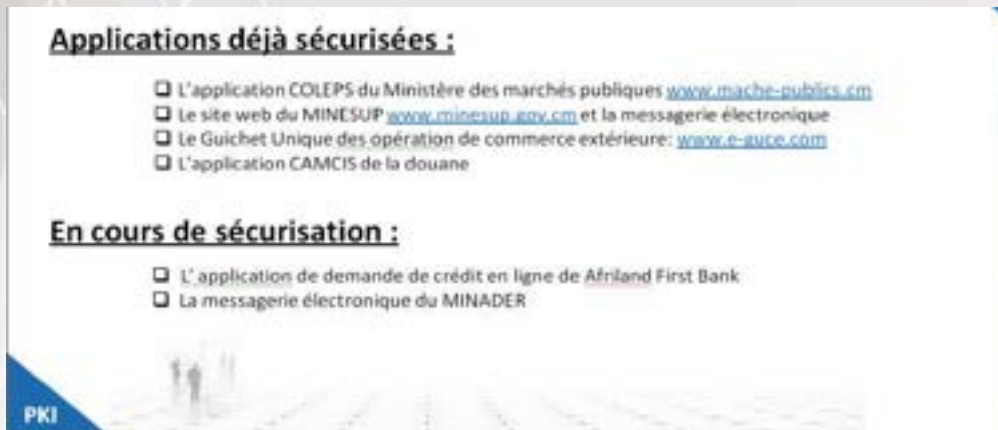 Applications déjà sécurisées :
❑ L'application COLEPS du Ministère des marchés publiques www.mache-publics.cm
❑ Le site web du MINESUP www.minesup.gov.cm et la messagerie électronique
❑ Le Guichet Unique des opération de commerce extérieure: www.e-guce.com
❑ L'application CAMCIS de la douane
En cours de sécurisation :
❑ L' application de demande de crédit en ligne de Afriland First Bank
❑ La messagerie électronique du MINADER
PKI